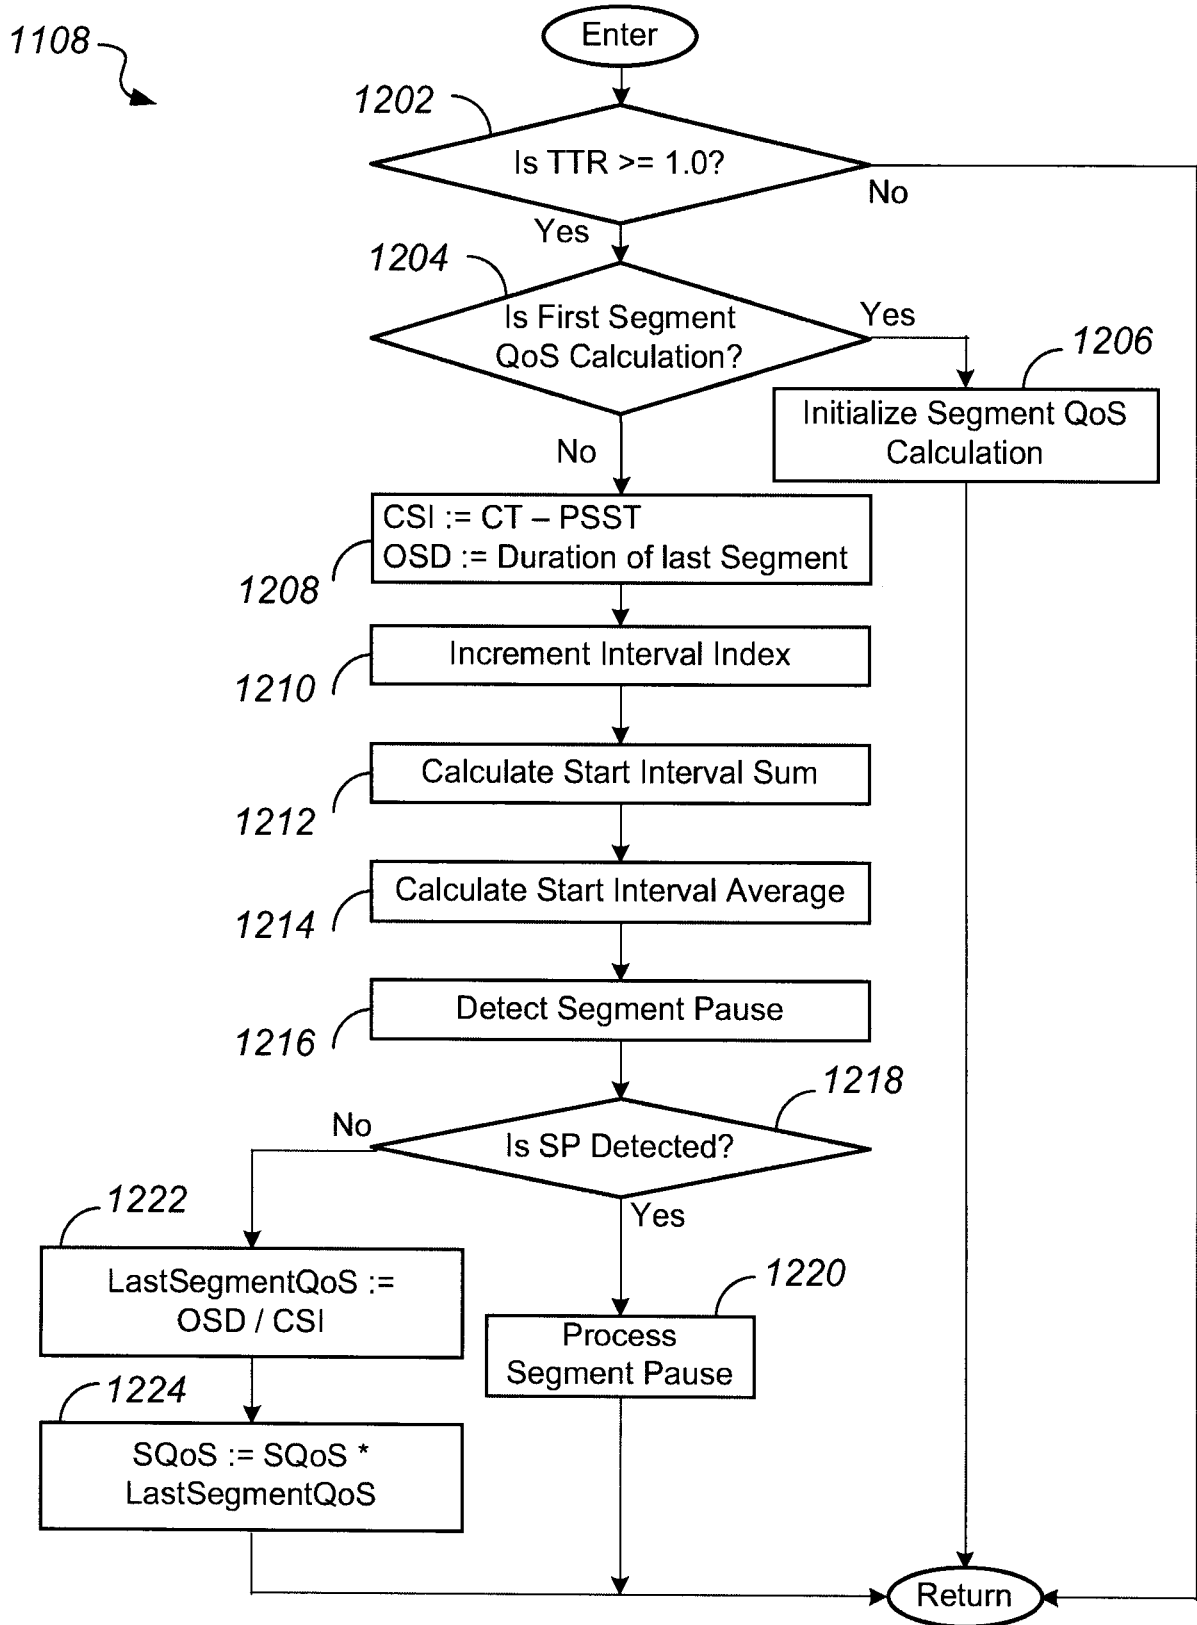 1108
Enter
1202
Is TTR >= 1.0?
No
Yes
1204
Is First Segment
QoS Calculation?
Yes
1206
Initialize Segment QoS
Calculation
No
CSI := CT – PSST
OSD := Duration of last Segment
1208
Increment Interval Index
1210
Calculate Start Interval Sum
1212
Calculate Start Interval Average
1214
Detect Segment Pause
1216
1218
Is SP Detected?
No
Yes
1222
LastSegmentQoS :=
OSD / CSI
1220
Process
Segment Pause
1224
SQoS := SQoS *
LastSegmentQoS
Return